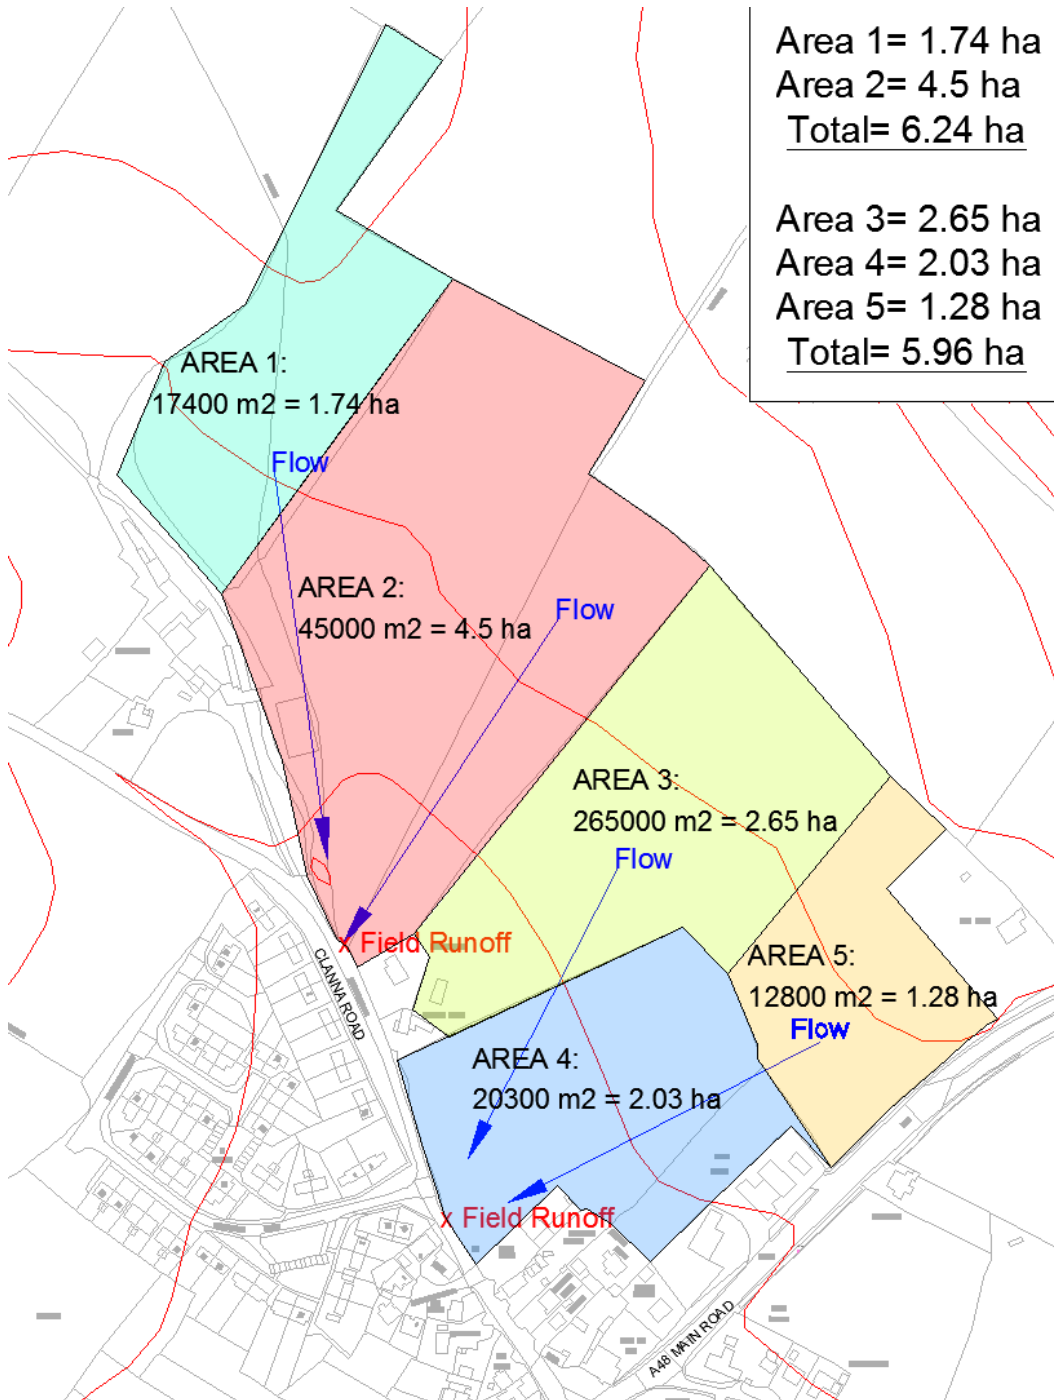 Area 1= 1.74 ha
Area 2= 4.5 ha
Total= 6.24 ha
Area 3= 2.65 ha
Area 4= 2.03 ha
Area 5= 1.28 ha
Total= 5.96 ha
AREA 1:
17400 m2 = 1.74 ha
Flow
AREA 2:
45000 m2 = 4.5 ha
Flow
AREA 3:
265000 m2 = 2.65 ha
Flow
x Field Runoff
CLANNA ROAD
AREA 5:
12800 m2 = 1.28 ha
Flow
AREA 4:
20300 m2 = 2.03 ha
x Field Runoff
A48 MAIN ROAD